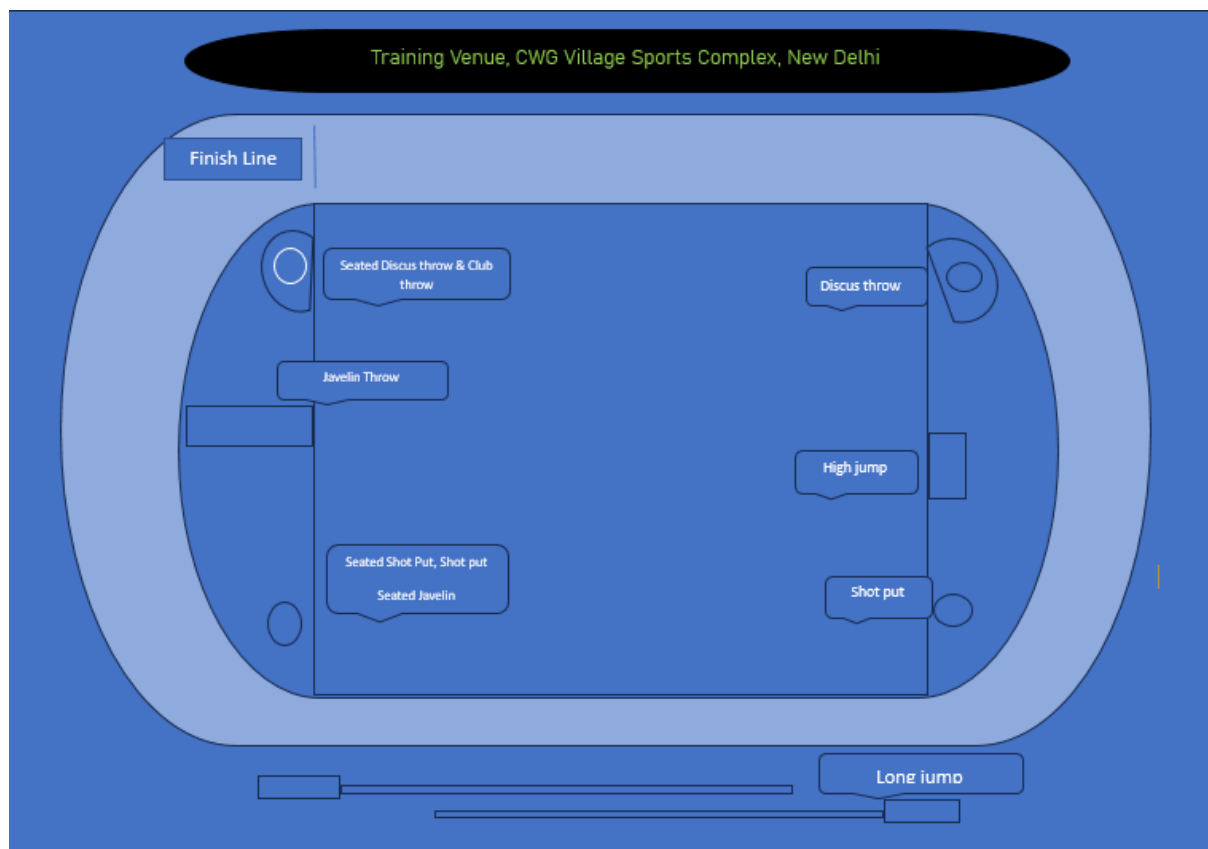 Training Venue, CWG Village Sports Complex, New Delhi
Finish Line
Seated Discus throw & Club
throw
Discus throw
Javelin Throw
High jump
Seated Shot Put, Shot put
Seated Javelin
Shot put
Long jump